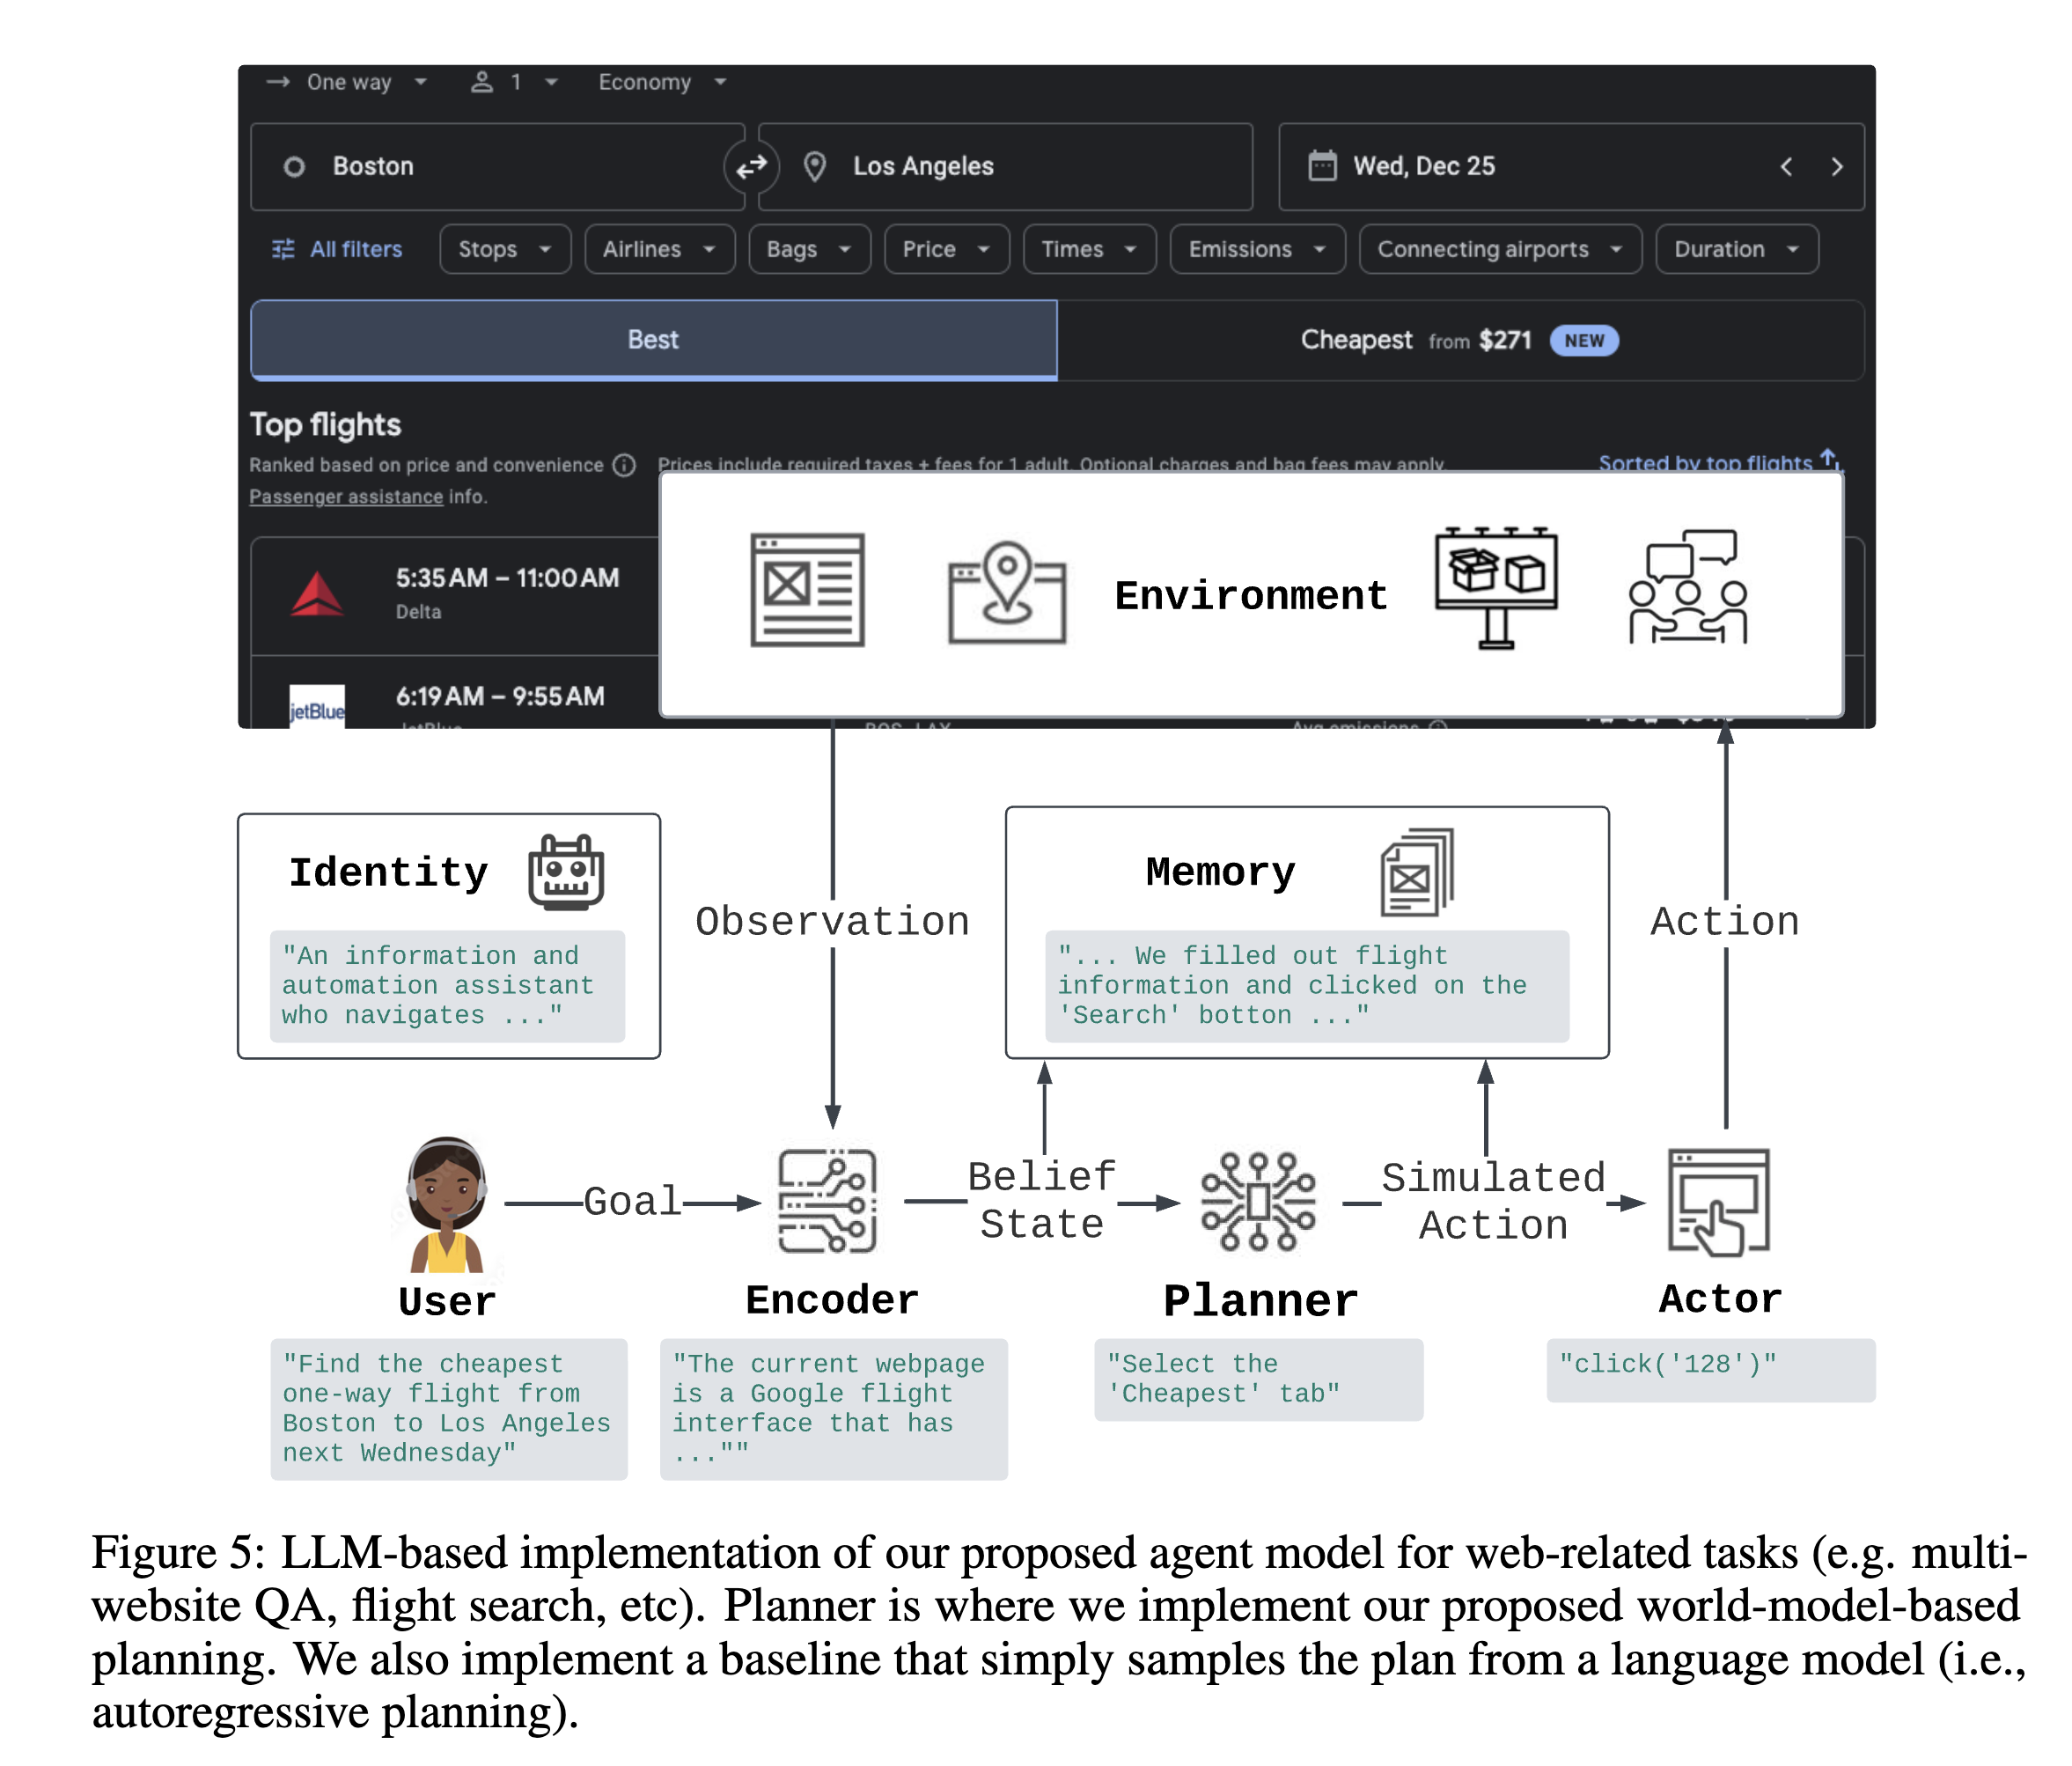 One way 1 Economy
Boston Los Angeles Wed, Dec 25
All filters Stops Airlines Bags Price Times Emissions Connecting airports Duration
Best Cheapest from $271 NEW
Top flights
Ranked based on price and convenience Prices include required taxes + fees for 1 adult. Optional charges and bag fees may apply. Sorted by top flights
Passenger assistance info.
5:35 AM – 11:00 AM
Delta
Environment
6:19 AM – 9:55 AM
jetBlue
JetBlue BOS LAX Avg emissions
Identity
"An information and
automation assistant
who navigates ..."
Observation
Memory
"... We filled out flight
information and clicked on the
'Search' botton ..."
Action
Goal
Belief
State
Simulated
Action
User
Encoder
Planner
Actor
"Find the cheapest
one-way flight from
Boston to Los Angeles
next Wednesday"
"The current webpage
is a Google flight
interface that has
...""
"Select the
'Cheapest' tab"
"click('128')"
Figure 5: LLM-based implementation of our proposed agent model for web-related tasks (e.g. multi-
website QA, flight search, etc). Planner is where we implement our proposed world-model-based
planning. We also implement a baseline that simply samples the plan from a language model (i.e.,
autoregressive planning).